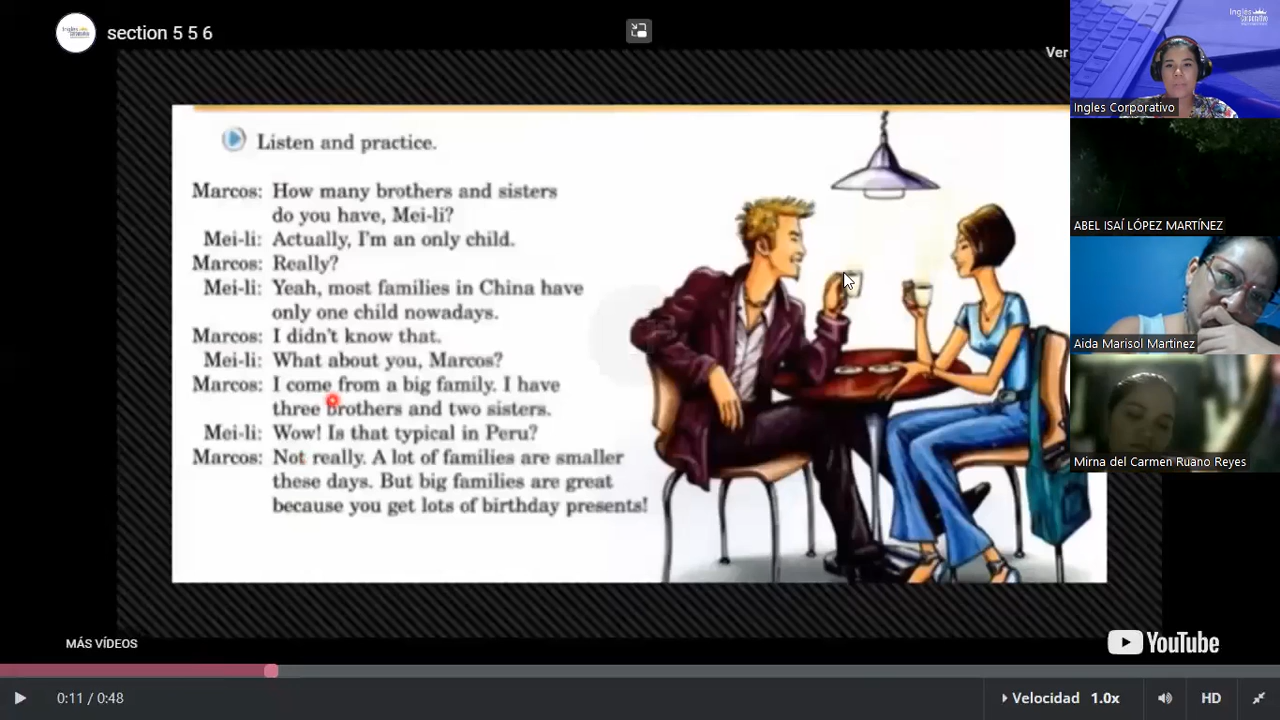 section 5 5 6
Ver
Listen and practice.
Marcos: How many brothers and sisters
do you have, Mei-li?
Mei-li: Actually, I'm an only child.
Marcos: Really?
Mei-li: Yeah, most families in China have
only one child nowadays.
Marcos: I didn't know that.
Mei-li: What about you, Marcos?
Marcos: I come from a big family. I have
three brothers and two sisters.
Mei-li: Wow! Is that typical in Peru?
Marcos: Not really. A lot of families are smaller
these days. But big families are great
because you get lots of birthday presents!
MÁS VÍDEOS
YouTube
0:11 / 0:48
Velocidad 1.0x
HD
Inglés
Ingles Corporativo
ABEL ISAÍ LÓPEZ MARTÍNEZ
Aida Marisol Martinez
Mirna del Carmen Ruano Reyes